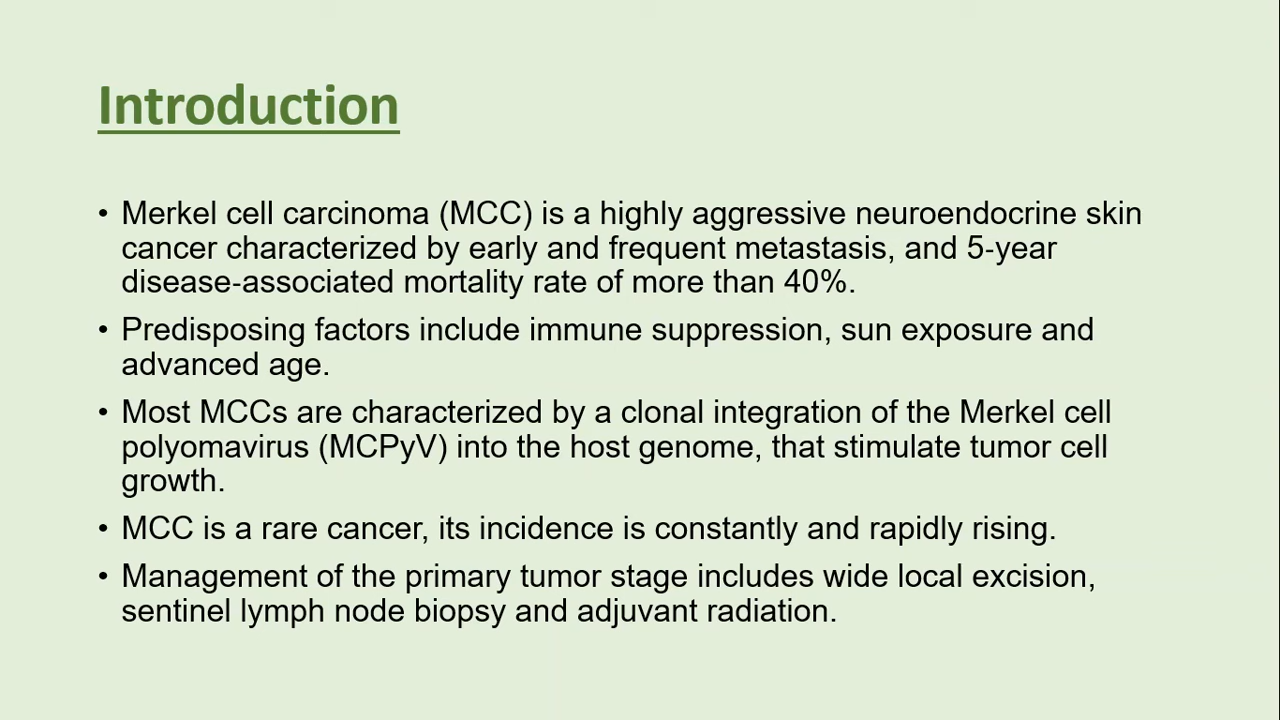 Introduction
• Merkel cell carcinoma (MCC) is a highly aggressive neuroendocrine skin
cancer characterized by early and frequent metastasis, and 5-year
disease-associated mortality rate of more than 40%.
• Predisposing factors include immune suppression, sun exposure and
advanced age.
• Most MCCs are characterized by a clonal integration of the Merkel cell
polyomavirus (MCPyV) into the host genome, that stimulate tumor cell
growth.
• MCC is a rare cancer, its incidence is constantly and rapidly rising.
• Management of the primary tumor stage includes wide local excision,
sentinel lymph node biopsy and adjuvant radiation.